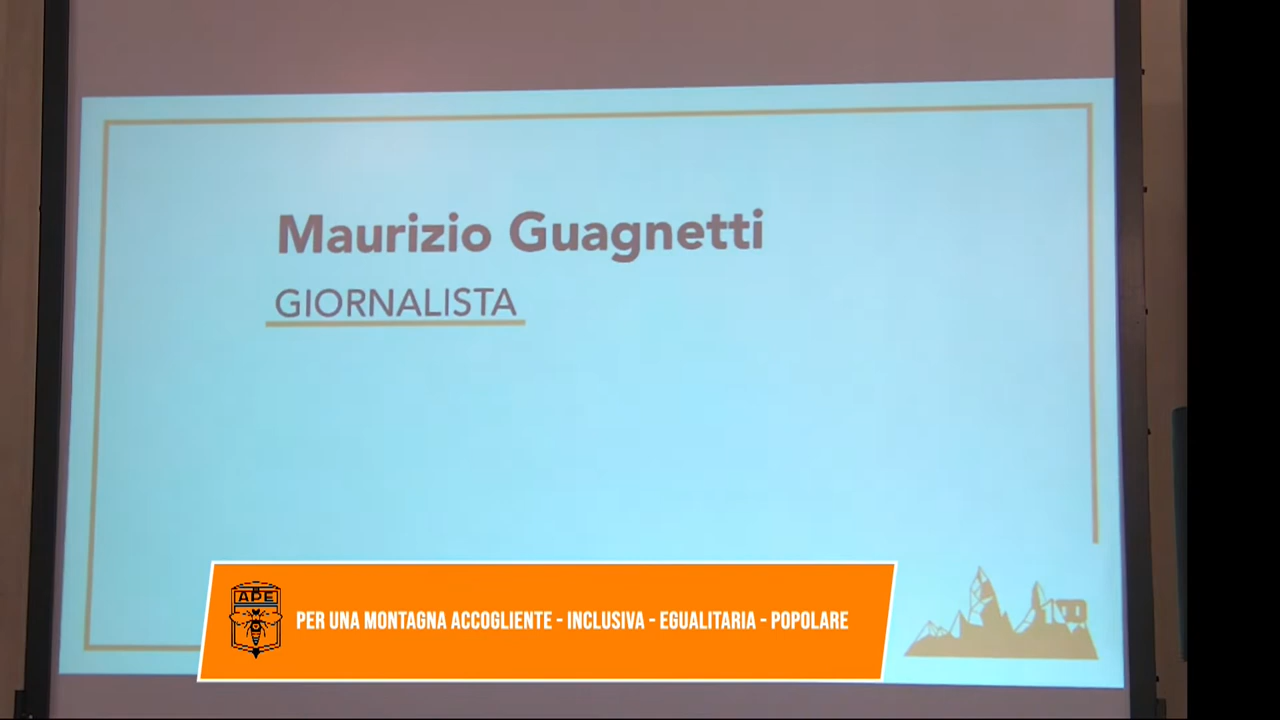 Maurizio Guagnetti
GIORNALISTA
APE
PER UNA MONTAGNA ACCOGLIENTE - INCLUSIVA - EGUALITARIA - POPOLARE